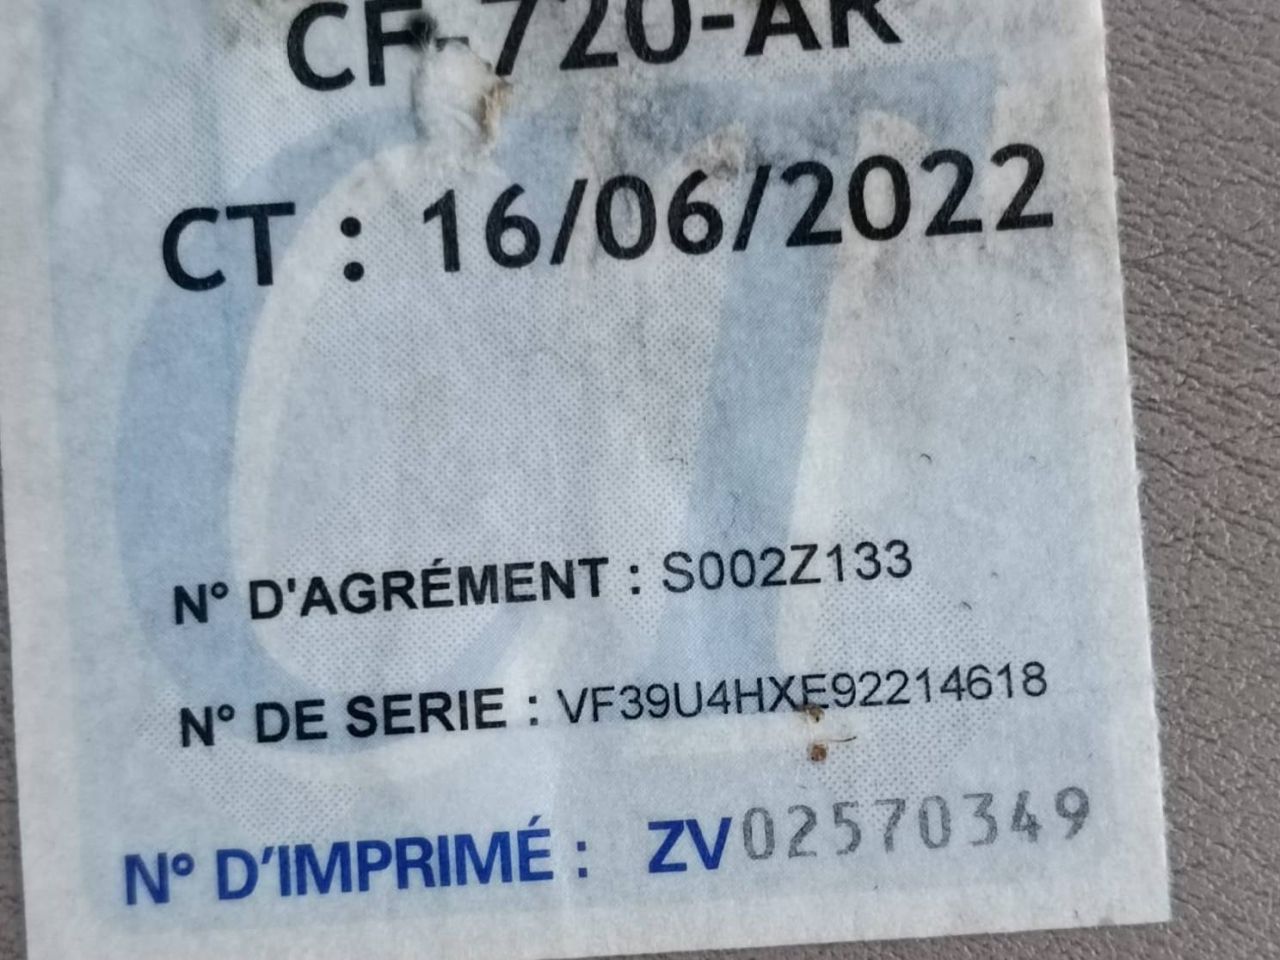 CF-720-AR
CT : 16/06/2022
N° D'AGRÉMENT : S002Z133
N° DE SERIE : VF39U4HXE92214618
N° D'IMPRIMÉ : ZV02570349